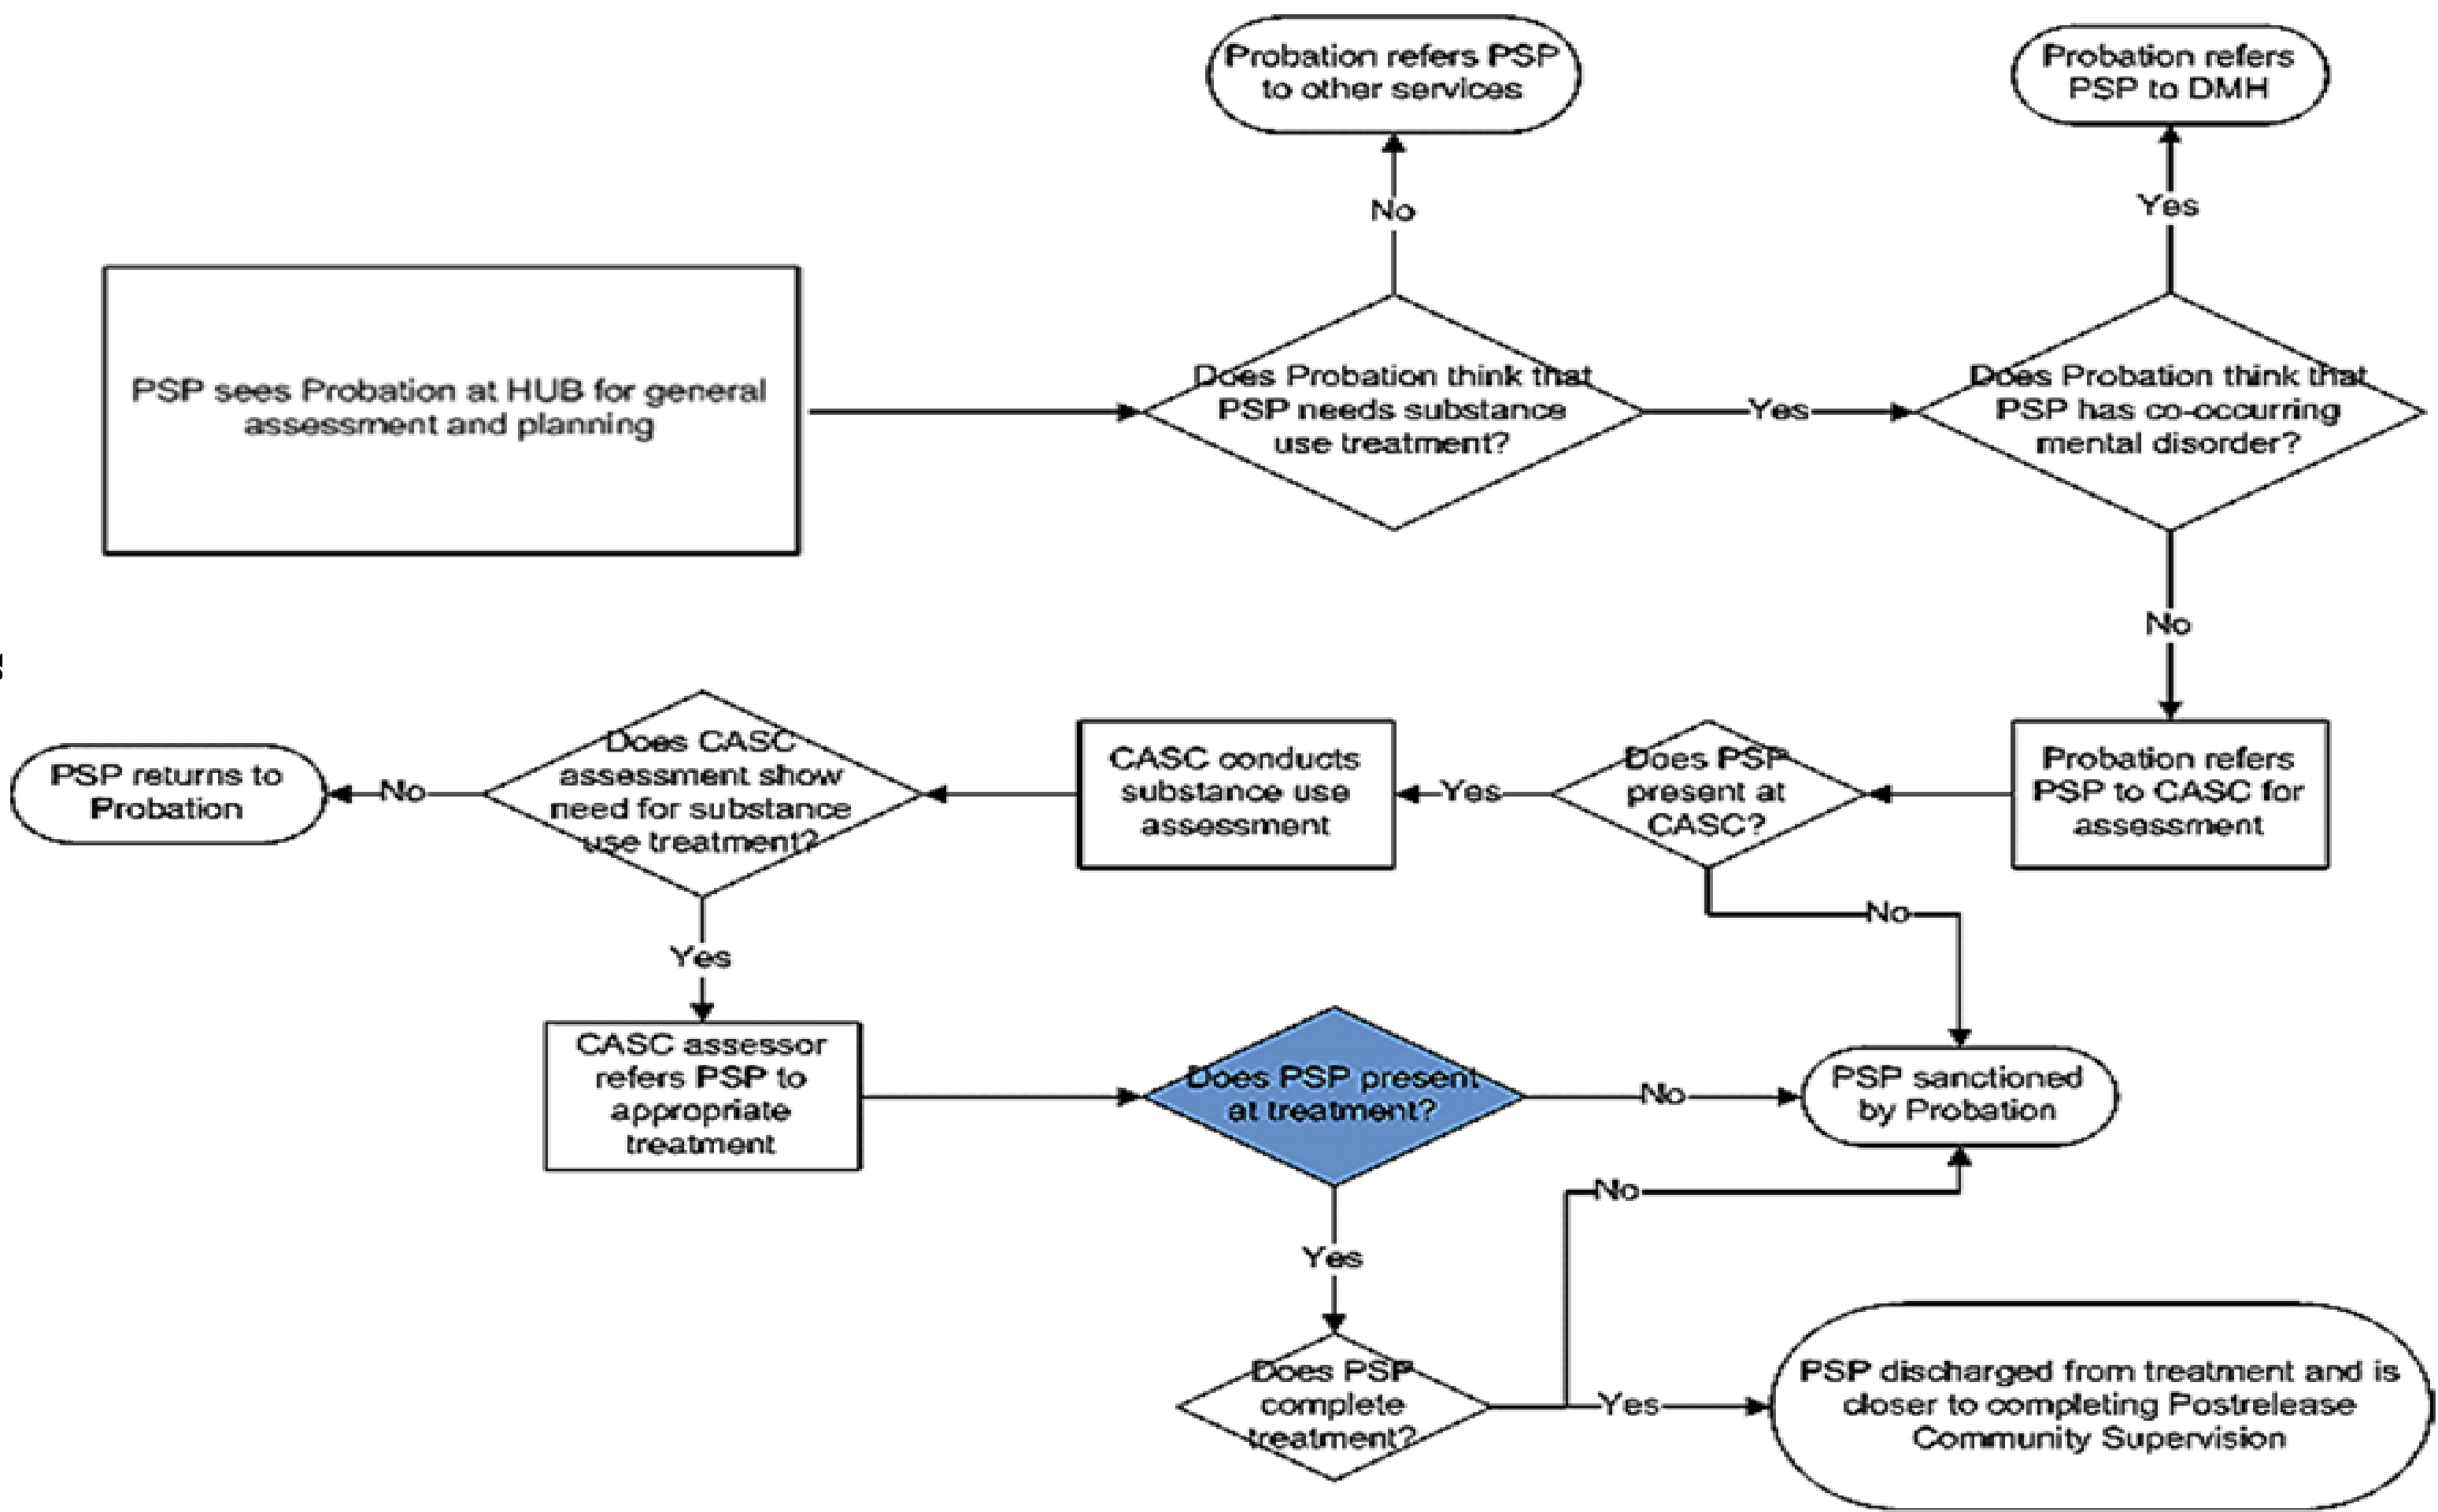 Probation refers PSP
to other services
Probation refers
PSP to DMH
No
Yes
PSP sees Probation at HUB for general
assessment and planning
Does Probation think that
PSP needs substance
use treatment?
Yes
Does Probation think that
PSP has co-occurring
mental disorder?
No
PSP returns to
Probation
No
Does CASC
assessment show
need for substance
use treatment?
CASC conducts
substance use
assessment
Yes
Does PSP
present at
CASC?
Probation refers
PSP to CASC for
assessment
No
Yes
CASC assessor
refers PSP to
appropriate
treatment
Does PSP present
at treatment?
No
PSP sanctioned
by Probation
No
Yes
Does PSP
complete
treatment?
Yes
PSP discharged from treatment and is
closer to completing Postrelease
Community Supervision